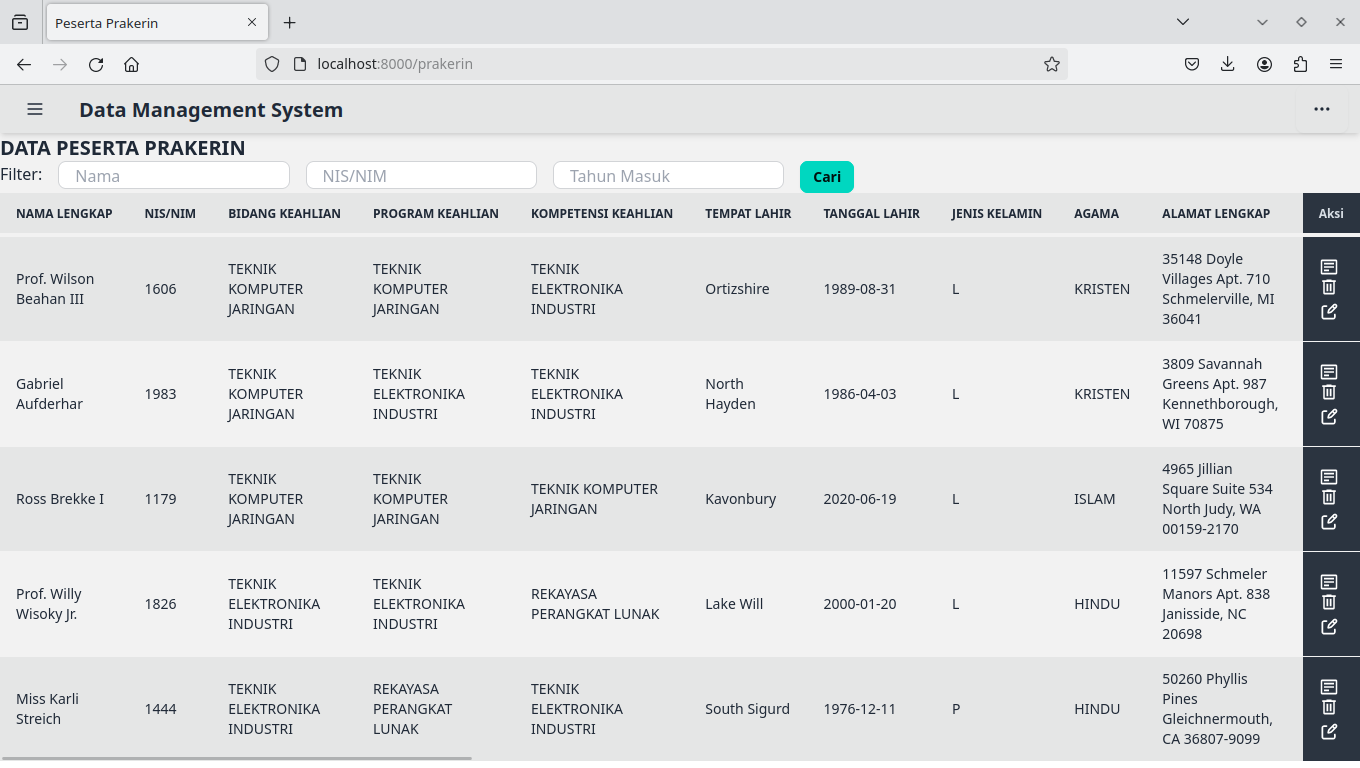 Peserta Prakerin
localhost:8000/prakerin
Data Management System
DATA PESERTA PRAKERIN
Filter: Nama NIS/NIM Tahun Masuk Cari
NAMA LENGKAP NIS/NIM BIDANG KEAHLIAN PROGRAM KEAHLIAN KOMPETENSI KEAHLIAN TEMPAT LAHIR TANGGAL LAHIR JENIS KELAMIN AGAMA ALAMAT LENGKAP Aksi
Prof. Wilson
Beahan III
1606
TEKNIK
KOMPUTER
JARINGAN
TEKNIK
KOMPUTER
JARINGAN
TEKNIK
ELEKTRONIKA
INDUSTRI
Ortizshire
1989-08-31
L
KRISTEN
35148 Doyle
Villages Apt. 710
Schmelerville, MI
36041
Gabriel
Aufderhar
1983
TEKNIK
KOMPUTER
JARINGAN
TEKNIK
ELEKTRONIKA
INDUSTRI
TEKNIK
ELEKTRONIKA
INDUSTRI
North
Hayden
1986-04-03
L
KRISTEN
3809 Savannah
Greens Apt. 987
Kennethborough,
WI 70875
Ross Brekke I
1179
TEKNIK
KOMPUTER
JARINGAN
TEKNIK
KOMPUTER
JARINGAN
TEKNIK KOMPUTER
JARINGAN
Kavonbury
2020-06-19
L
ISLAM
4965 Jillian
Square Suite 534
North Judy, WA
00159-2170
Prof. Willy
Wisoky Jr.
1826
TEKNIK
ELEKTRONIKA
INDUSTRI
TEKNIK
ELEKTRONIKA
INDUSTRI
REKAYASA
PERANGKAT LUNAK
Lake Will
2000-01-20
L
HINDU
11597 Schmeler
Manors Apt. 838
Janisside, NC
20698
Miss Karli
Streich
1444
TEKNIK
ELEKTRONIKA
INDUSTRI
REKAYASA
PERANGKAT
LUNAK
TEKNIK
ELEKTRONIKA
INDUSTRI
South Sigurd
1976-12-11
P
HINDU
50260 Phyllis
Pines
Gleichnermouth,
CA 36807-9099